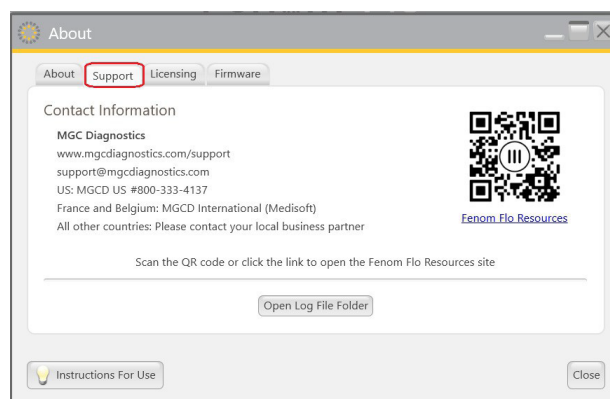 About
About Support Licensing Firmware
Contact Information
MGC Diagnostics
www.mgcdiagnostics.com/support
support@mgcdiagnostics.com
US: MGCD US #800-333-4137
France and Belgium: MGCD International (Medisoft)
All other countries: Please contact your local business partner
Fenom Flo Resources
Scan the QR code or click the link to open the Fenom Flo Resources site
Open Log File Folder
Instructions For Use
Close